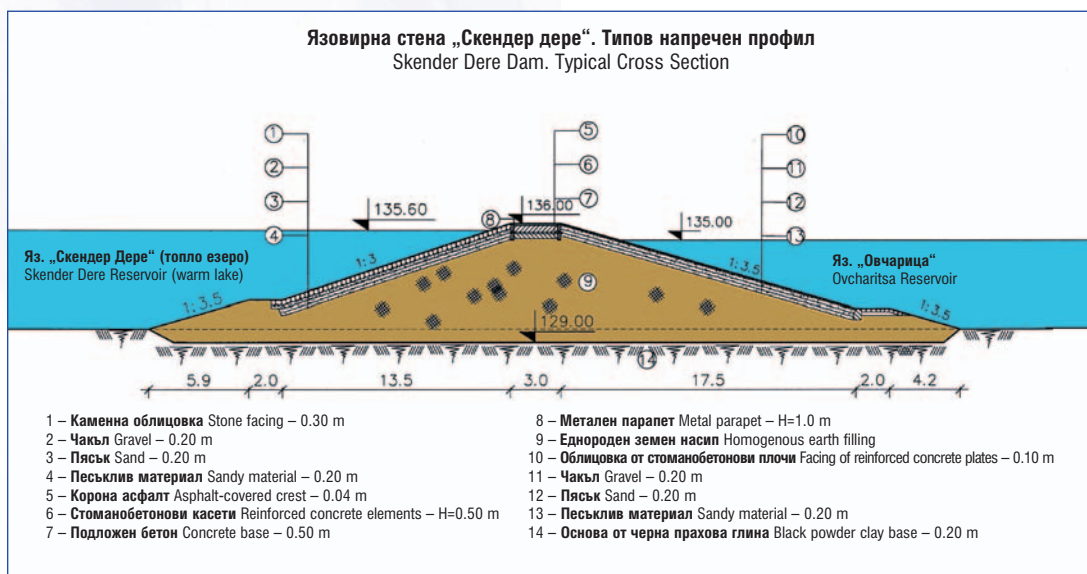 Язовирна стена „Скендер дере“. Типов напречен профил
Skender Dere Dam. Typical Cross Section
1
2
3
4
5
6
7
8
10
11
12
13
135.60
136.00
135.00
Яз. „Скендер Дере“ (топло езеро)
Skender Dere Reservoir (warm lake)
Яз. „Овчарица“
Ovcharitsa Reservoir
1:3
1:3.5
1:3.5
1:3.5
9
129.00
14
5.9
2.0
13.5
3.0
17.5
2.0
4.2
1 – Каменна облицовка Stone facing – 0.30 m
2 – Чакъл Gravel – 0.20 m
3 – Пясък Sand – 0.20 m
4 – Песъклив материал Sandy material – 0.20 m
5 – Корона асфалт Asphalt-covered crest – 0.04 m
6 – Стоманобетонови касети Reinforced concrete elements – H=0.50 m
7 – Подложен бетон Concrete base – 0.50 m
8 – Метален парапет Metal parapet – H=1.0 m
9 – Еднороден земен насип Homogenous earth filling
10 – Облицовка от стоманобетонови плочи Facing of reinforced concrete plates – 0.10 m
11 – Чакъл Gravel – 0.20 m
12 – Пясък Sand – 0.20 m
13 – Песъклив материал Sandy material – 0.20 m
14 – Основа от черна прахова глина Black powder clay base – 0.20 m